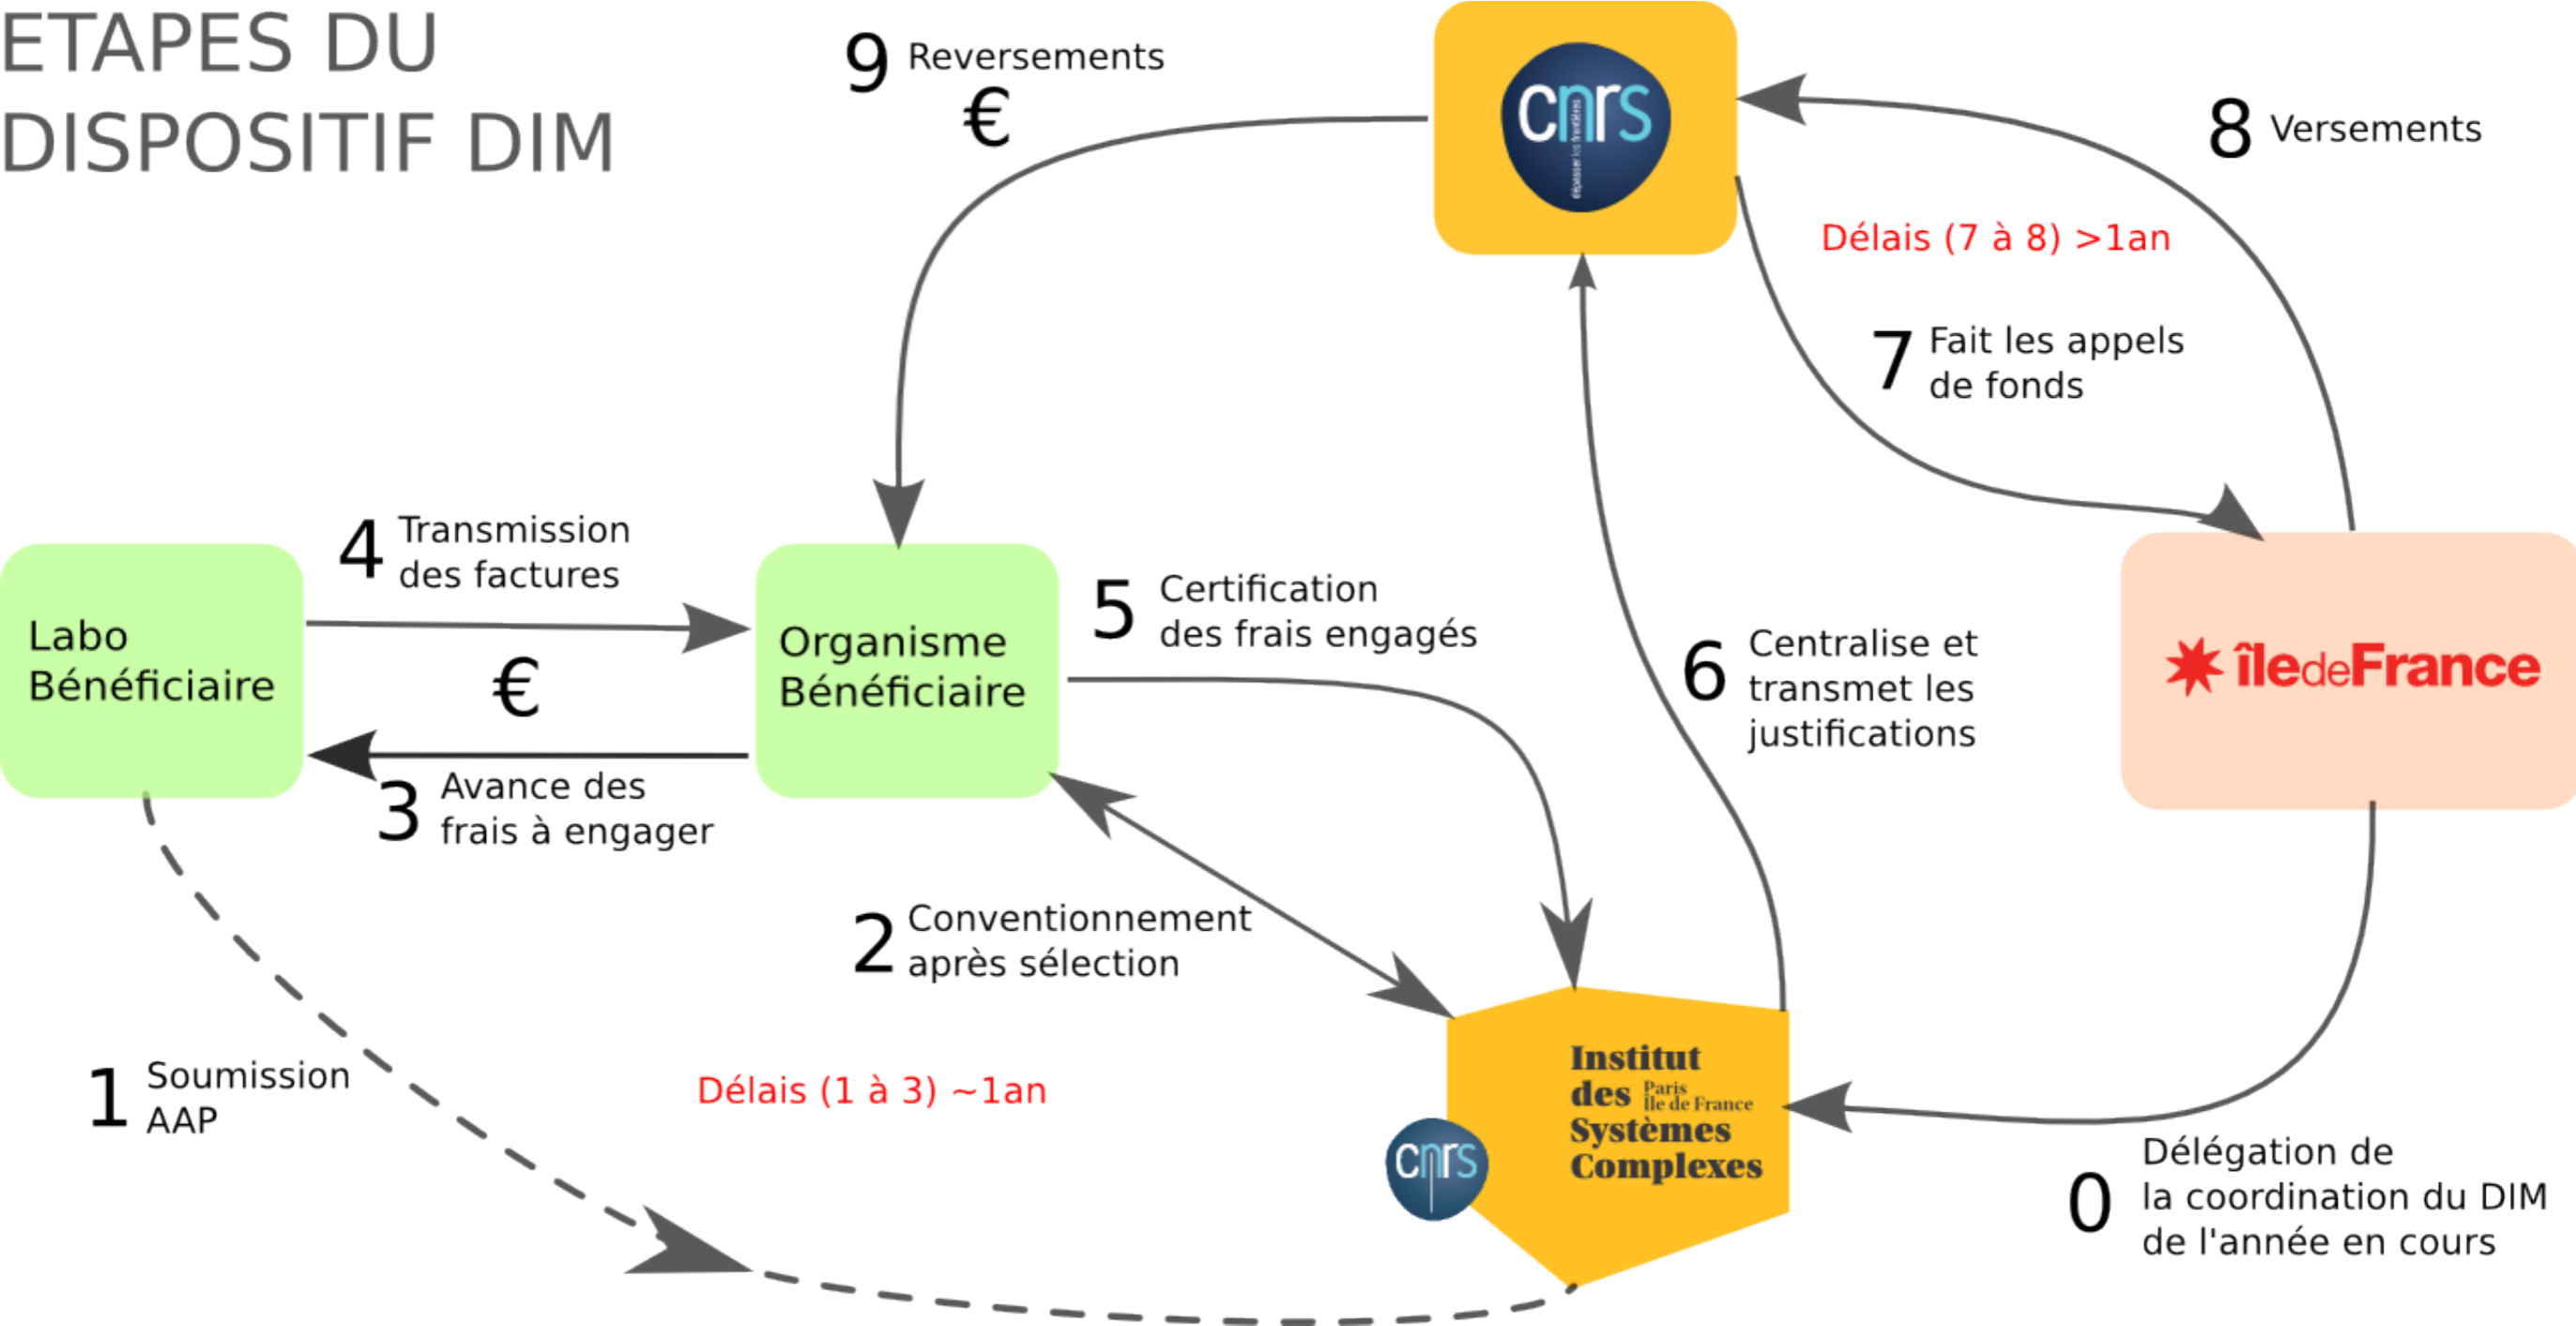 ETAPES DU
DISPOSITIF DIM
9 Reversements
€
cnrs
dépasser les frontières
8 Versements
Délais (7 à 8) >1an
7 Fait les appels
de fonds
4 Transmission
des factures
Labo
Bénéficiaire
€
3 Avance des
frais à engager
Organisme
Bénéficiaire
5 Certification
des frais engagés
6 Centralise et
transmet les
justifications
îledeFrance
2 Conventionnement
après sélection
1 Soumission
AAP
Délais (1 à 3) ~1an
Institut
des Paris
Île de France
Systèmes
Complexes
cnrs
0 Délégation de
la coordination du DIM
de l'année en cours